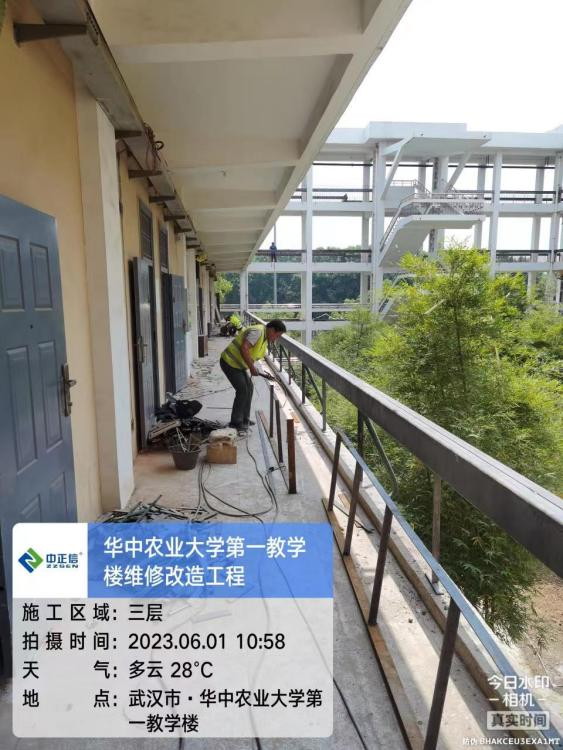 中正信
ZZSEN
华中农业大学第一教学
楼维修改造工程
施工区域：三层
拍摄时间：2023.06.01 10:58
天气：多云 28°C
地点：武汉市·华中农业大学第
一教学楼
今日水印
相机
真实时间
防伪 BHAKCEU3EXA1MT